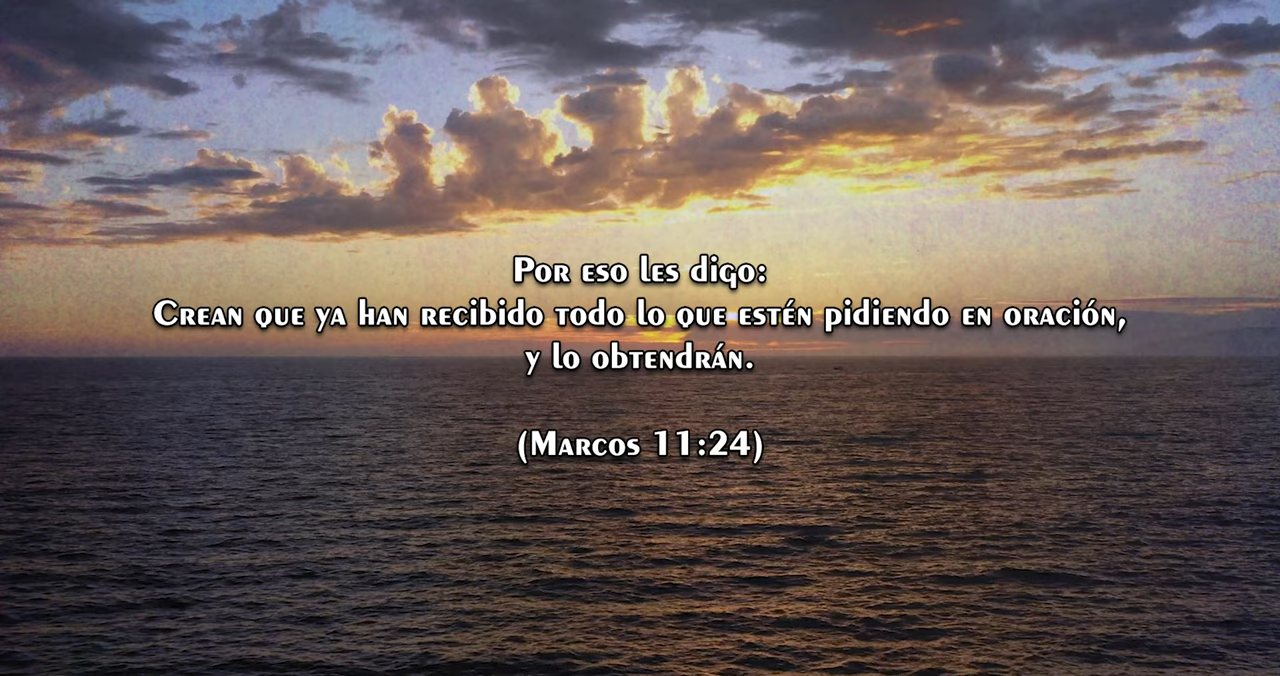 Por eso les digo:
Crean que ya han recibido todo lo que estén pidiendo en oración,
y lo obtendrán.
(Marcos 11:24)